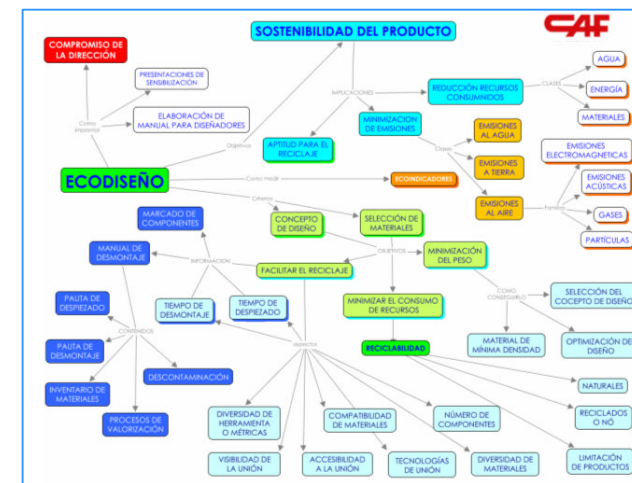 SOSTENIBILIDAD DEL PRODUCTO
CAF
COMPROMISO DE
LA DIRECCIÓN
PRESENTACIONES DE
SENSIBILIZACIÓN
ELABORACIÓN DE
MANUAL PARA DISEÑADORES
Como
implantar
Objetivos
IMPLICACIONES
REDUCCIÓN RECURSOS
CONSUMNIDOS
CLASES
AGUA
ENERGÍA
MATERIALES
MINIMIZACION
DE EMISIONES
APTITUD PARA EL
RECICLAJE
Clases
EMISIONES
AL AGUA
EMISIONES
A TIERRA
EMISIONES
AL AIRE
EMISIONES
ELECTROMAGNETICAS
EMISIONES
ACÚSTICAS
GASES
PARTÍCULAS
ECODISEÑO
Como medir
ECOINDICADORES
Criterios
CONCEPTO
DE DISEÑO
SELECCIÓN DE
MATERIALES
OBJETIVOS
MARCADO DE
COMPONENTES
MANUAL DE
DESMONTAJE
INFORMACION
FACILITAR EL RECICLAJE
MINIMIZACIÓN
DEL PESO
COMO
CONSEGUIRLO
SELECCIÓN DEL
COCEPTO DE DISEÑO
PAUTA DE
DESPIEZADO
TIEMPO DE
DESMONTAJE
TIEMPO DE
DESPIEZADO
MINIMIZAR EL CONSUMO
DE RECURSOS
CONTENIDOS
PAUTA DE
DESMONTAJE
RECICLABILIDAD
MATERIAL DE
MÍNIMA DENSIDAD
OPTIMIZACIÓN DE
DISEÑO
INVENTARIO DE
MATERIALES
DESCONTAMINACIÓN
PROCESOS DE
VALORIZACIÓN
NATURALES
DIVERSIDAD DE
HERRAMIENTA
O MÉTRICAS
COMPATIBILIDAD
DE MATERIALES
NÚMERO DE
COMPONENTES
RECICLADOS
O NÓ
VISIBILIDAD DE
LA UNIÓN
ACCESIBILIDAD
A LA UNIÓN
TECNOLOGÍAS
DE UNIÓN
DIVERSIDAD DE
MATERIALES
LIMITACIÓN
DE PRODUCTOS